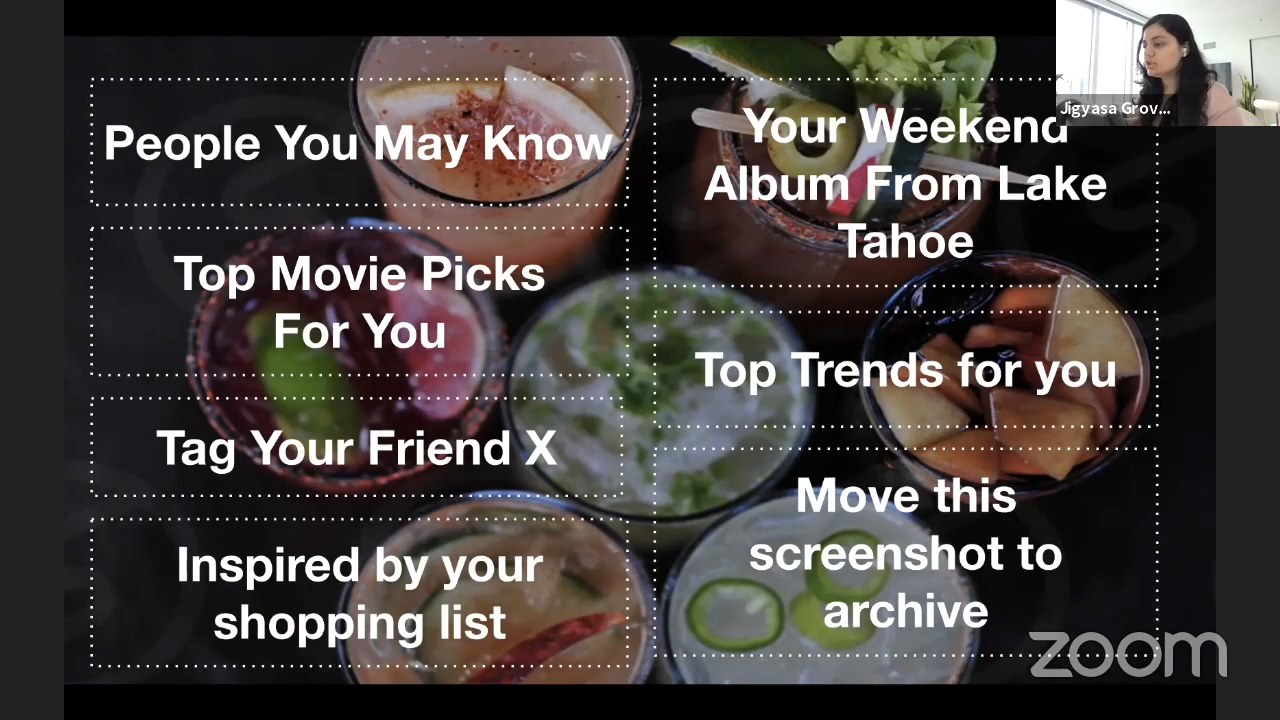 People You May Know
Top Movie Picks
For You
Tag Your Friend X
Inspired by your
shopping list
Your Weekend
Album From Lake
Tahoe
Top Trends for you
Move this
screenshot to
archive
Jigyasa Grov...
zoom